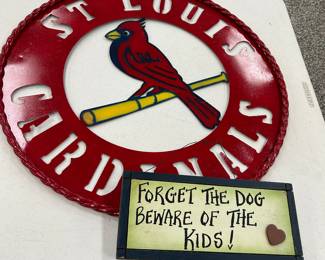 ST LOUIS
CARDINALS
FORGET THE DOG
BEWARE OF THE
KIDS!